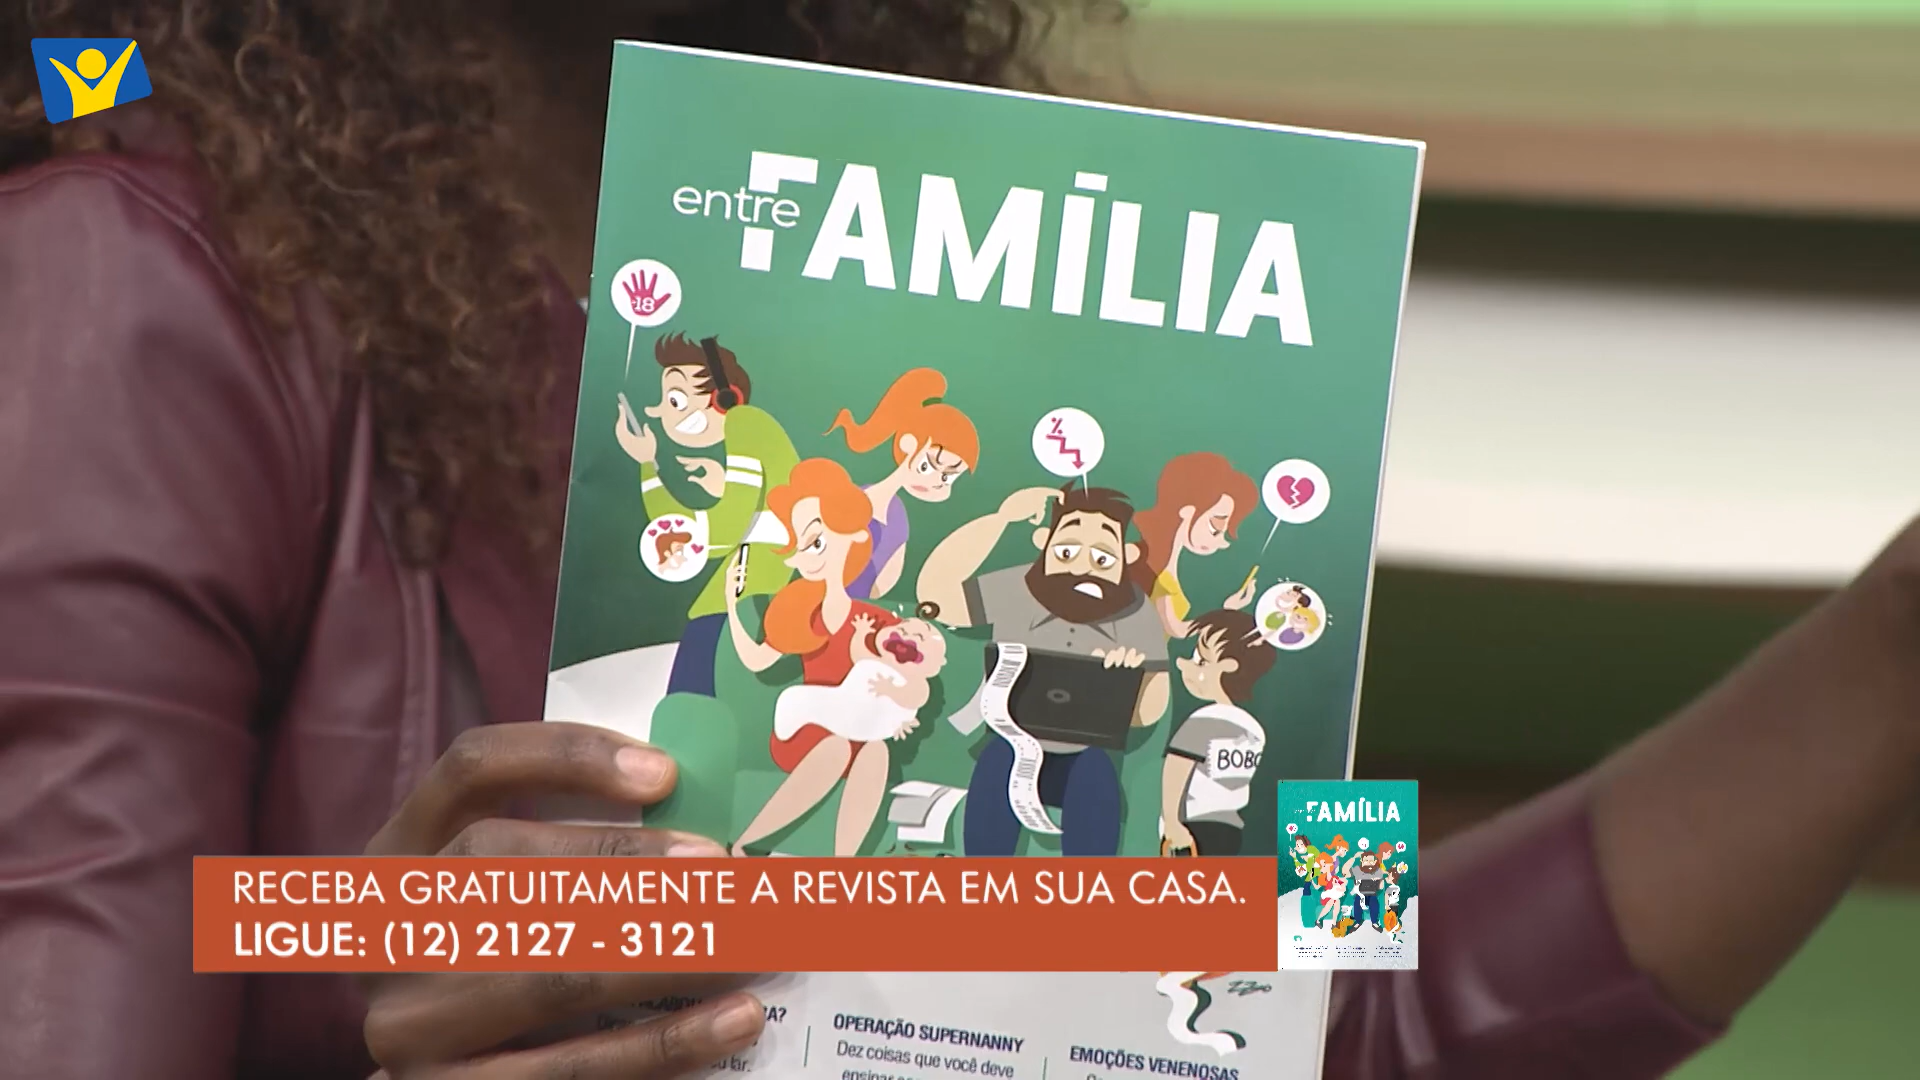 entre FAMÍLIA
-18
%
BOBO
FAMÍLIA
RECEBA GRATUITAMENTE A REVISTA EM SUA CASA.
LIGUE: (12) 2127 - 3121
OPERAÇÃO SUPERNANNY
Dez coisas que você deve
EMOÇÕES VENENOSAS